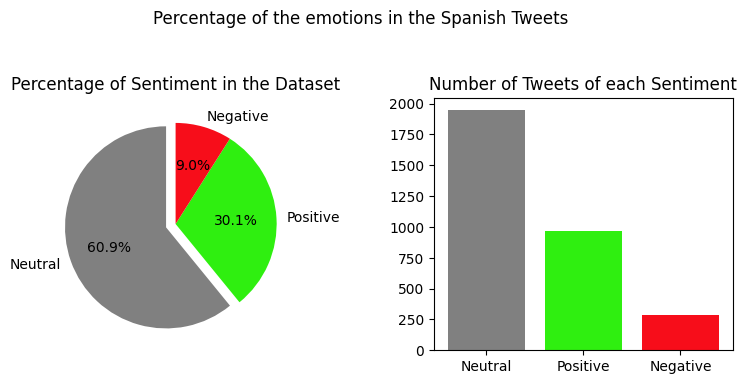 Percentage of the emotions in the Spanish Tweets
Percentage of Sentiment in the Dataset
Negative
9.0%
30.1%
Positive
60.9%
Neutral
Number of Tweets of each Sentiment
2000
1750
1500
1250
1000
750
500
250
0
Neutral Positive Negative